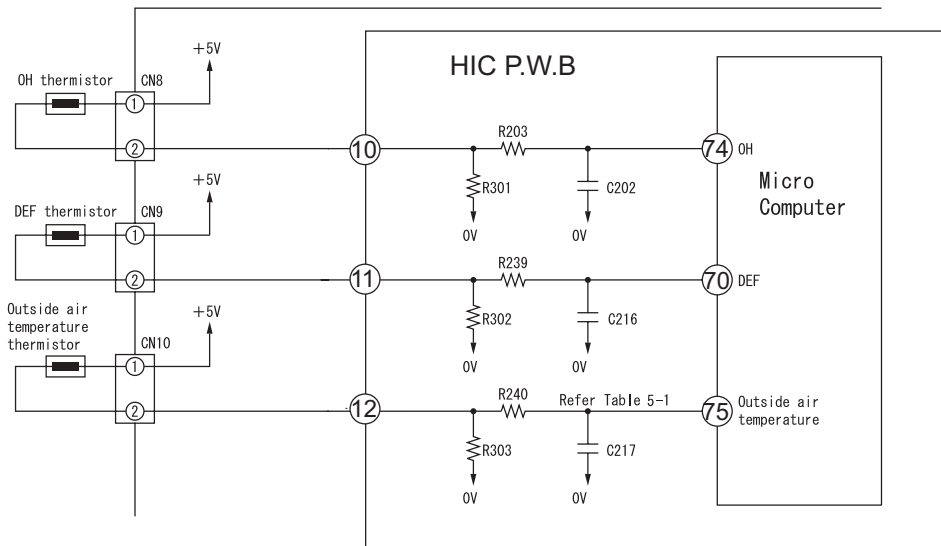 HIC P.W.B
+5V
OH thermistor
CN8
1
2
10
R203
R301
0V
C202
0V
74
OH
Micro
Computer
+5V
DEF thermistor
CN9
1
2
11
R239
R302
0V
C216
0V
70
DEF
Outside air
temperature
thermistor
+5V
CN10
1
2
12
R240
Refer Table 5-1
R303
0V
C217
0V
75
Outside air
temperature